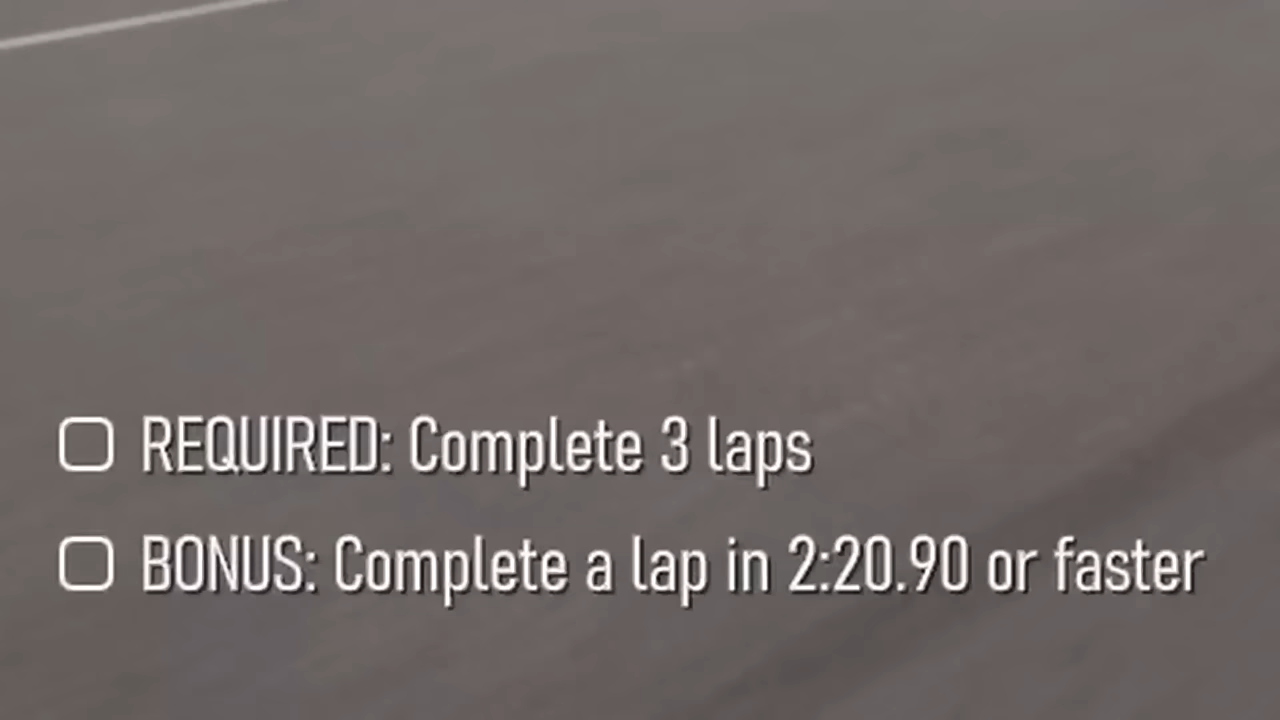 REQUIRED: Complete 3 laps
BONUS: Complete a lap in 2:20.90 or faster